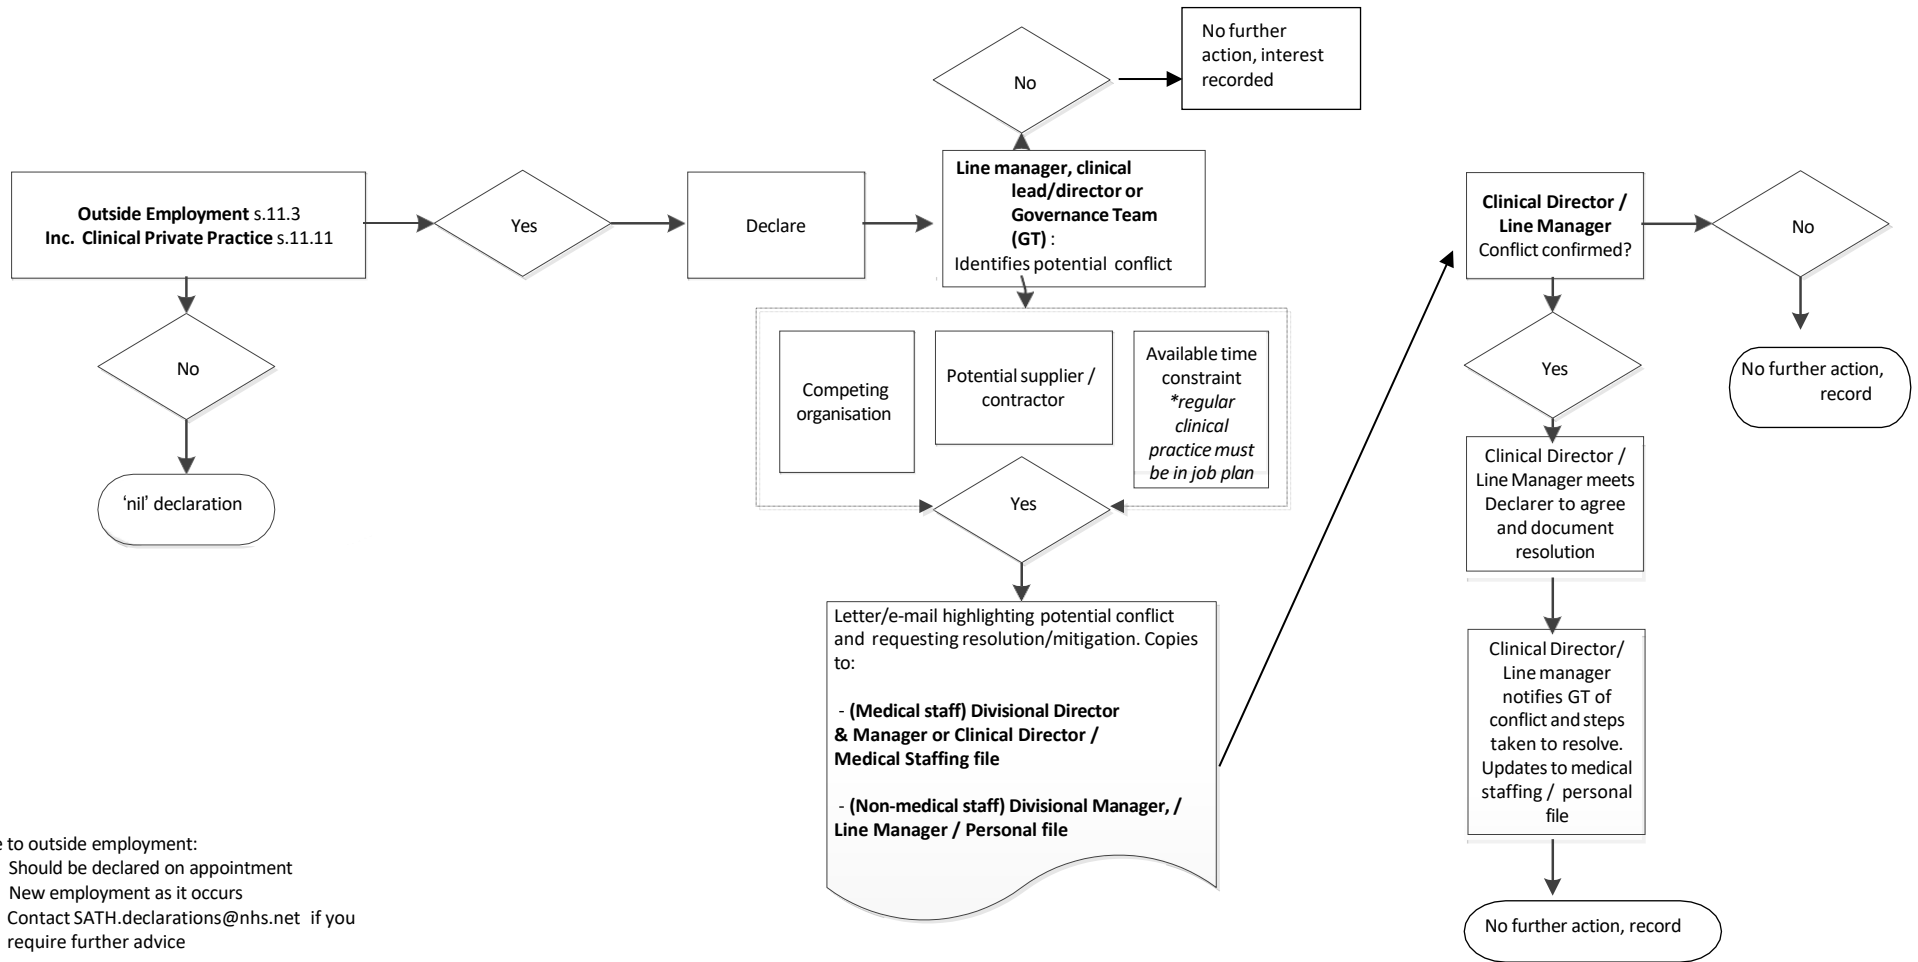 No further
action, interest
recorded
No
Line manager, clinical
lead/director or
Governance Team
(GT) :
Identifies potential conflict
Outside Employment s.11.3
Inc. Clinical Private Practice s.11.11
Yes
Declare
No
'nil' declaration
Competing
organisation
Potential supplier /
contractor
Available time
constraint
*regular
clinical
practice must
be in job plan
Yes
Letter/e-mail highlighting potential conflict
and requesting resolution/mitigation. Copies
to:
- (Medical staff) Divisional Director
& Manager or Clinical Director /
Medical Staffing file
- (Non-medical staff) Divisional Manager, /
Line Manager / Personal file
Clinical Director /
Line Manager
Conflict confirmed?
No
No further action,
record
Yes
Clinical Director /
Line Manager meets
Declarer to agree
and document
resolution
Clinical Director/
Line manager
notifies GT of
conflict and steps
taken to resolve.
Updates to medical
staffing / personal
file
No further action, record
to outside employment:
Should be declared on appointment
New employment as it occurs
Contact SATH.declarations@nhs.net if you
require further advice